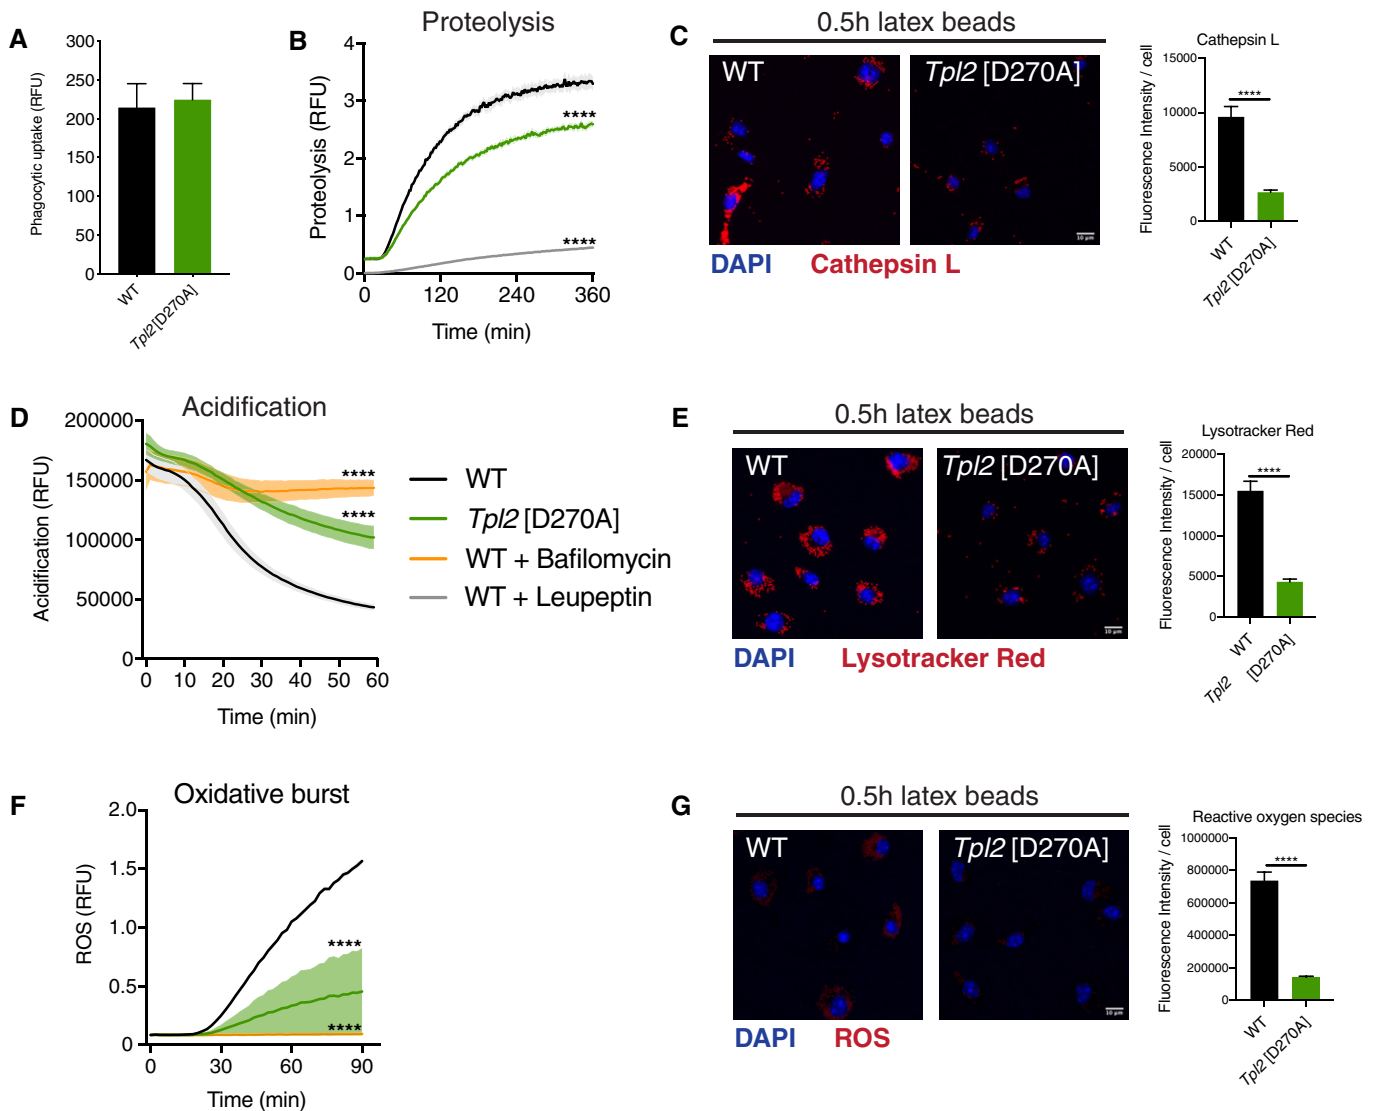 A
Phagocytic uptake (RFU)
300
250
200
150
100
50
0
WT
Tpl2 [D270A]
B
Proteolysis
Proteolysis (RFU)
4
3
2
1
0
****
****
0 120 240 360
Time (min)
C
0.5h latex beads
WT
Tpl2 [D270A]
10 µm
DAPI Cathepsin L
Cathepsin L
Fluorescence Intensity / cell
15000
10000
5000
0
****
WT
Tpl2 [D270A]
D
Acidification
Acidification (RFU)
200000
150000
100000
50000
0
****
****
0 10 20 30 40 50 60
Time (min)
WT
Tpl2 [D270A]
WT + Bafilomycin
WT + Leupeptin
E
0.5h latex beads
WT
Tpl2 [D270A]
10 µm
DAPI Lysotracker Red
Lysotracker Red
Fluorescence Intensity / cell
20000
15000
10000
5000
0
****
WT
Tpl2 [D270A]
F
Oxidative burst
ROS (RFU)
2.0
1.5
1.0
0.5
0
****
****
0 30 60 90
Time (min)
G
0.5h latex beads
WT
Tpl2 [D270A]
10 µm
DAPI ROS
Reactive oxygen species
Fluorescence Intensity / cell
1000000
800000
600000
400000
200000
0
****
WT
Tpl2 [D270A]